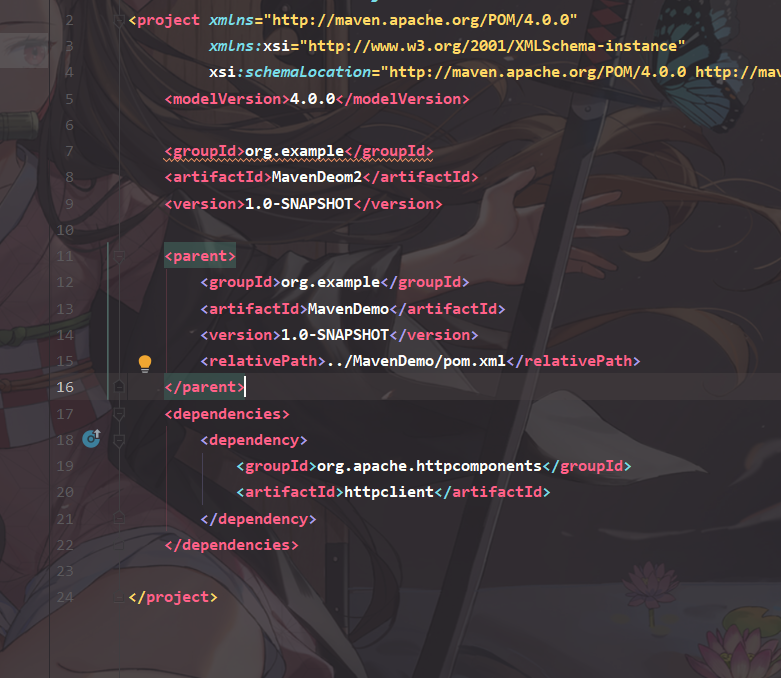 2 <project xmlns="http://maven.apache.org/POM/4.0.0"
3 xmlns:xsi="http://www.w3.org/2001/XMLSchema-instance"
4 xsi:schemaLocation="http://maven.apache.org/POM/4.0.0 http://mav
5 <modelVersion>4.0.0</modelVersion>
6
7 <groupId>org.example</groupId>
8 <artifactId>MavenDeom2</artifactId>
9 <version>1.0-SNAPSHOT</version>
10
11 <parent>
12 <groupId>org.example</groupId>
13 <artifactId>MavenDemo</artifactId>
14 <version>1.0-SNAPSHOT</version>
15 <relativePath>../MavenDemo/pom.xml</relativePath>
16 </parent>
17 <dependencies>
18 <dependency>
19 <groupId>org.apache.httpcomponents</groupId>
20 <artifactId>httpclient</artifactId>
21 </dependency>
22 </dependencies>
23
24 </project>